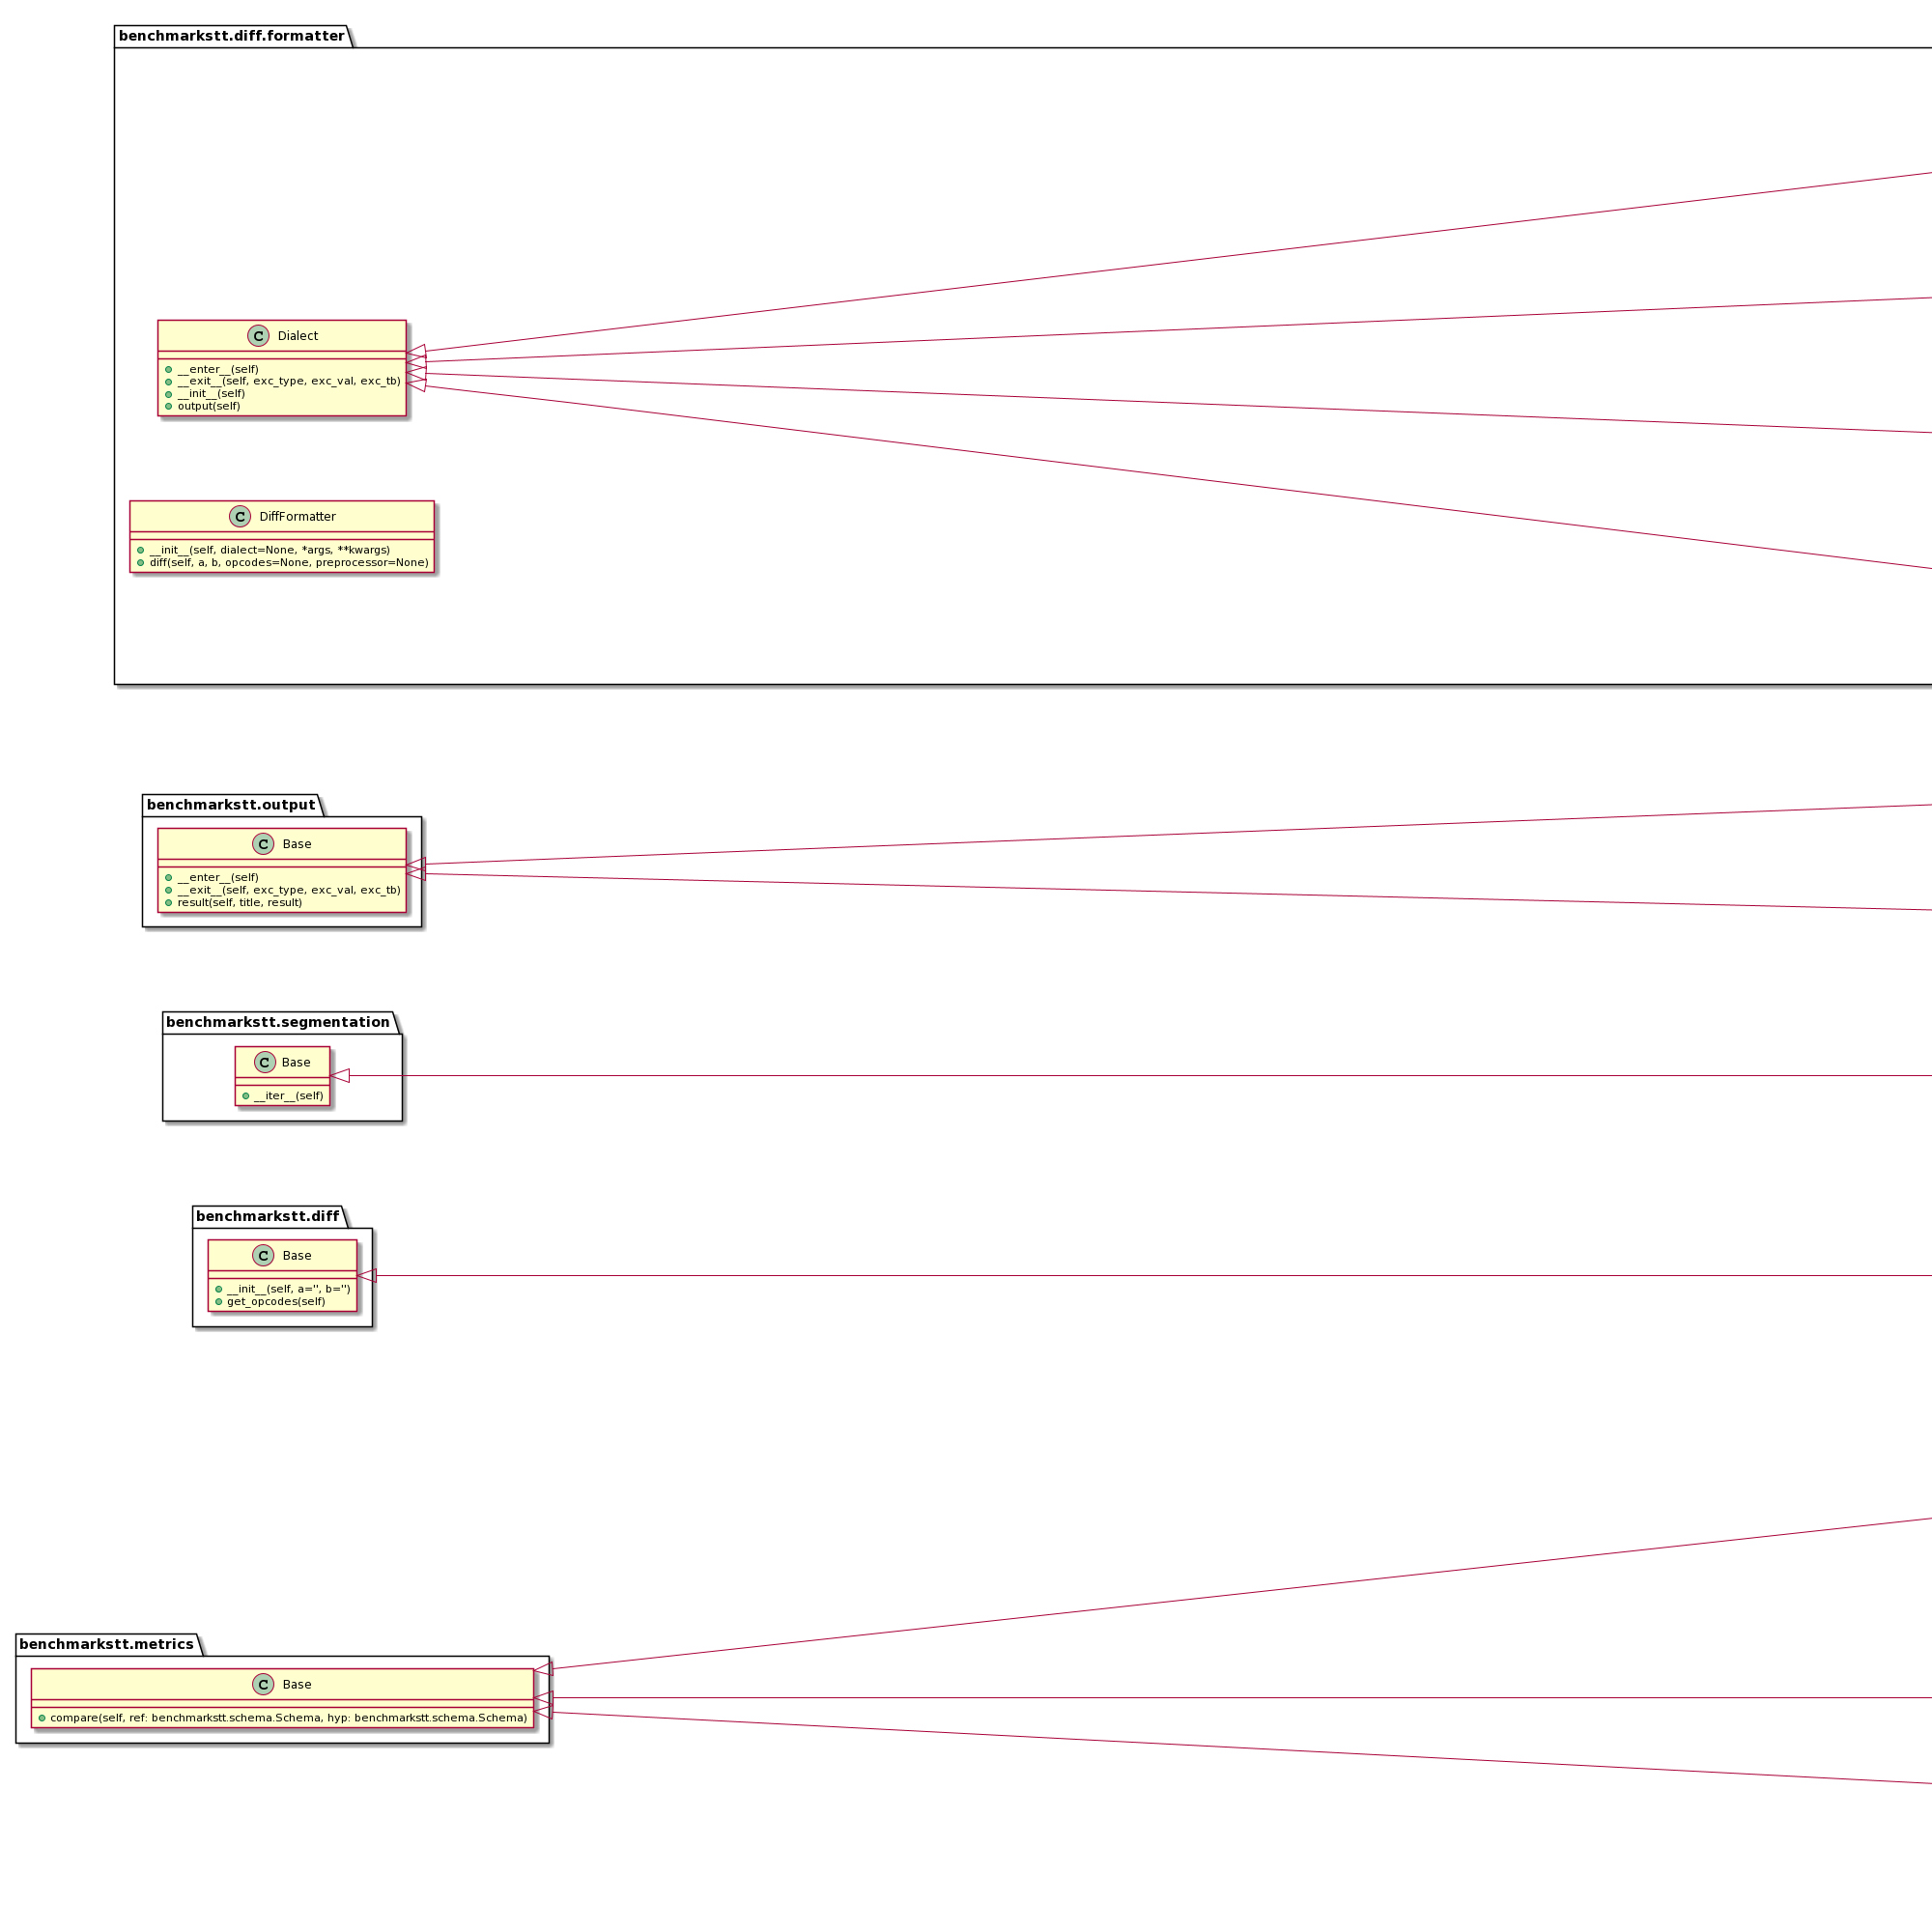 benchmarkstt.diff.formatter
C Dialect
__enter__(self)
__exit__(self, exc_type, exc_val, exc_tb)
__init__(self)
output(self)
C DiffFormatter
__init__(self, dialect=None, *args, **kwargs)
diff(self, a, b, opcodes=None, preprocessor=None)
benchmarkstt.output
C Base
__enter__(self)
__exit__(self, exc_type, exc_val, exc_tb)
result(self, title, result)
benchmarkstt.segmentation
C Base
__iter__(self)
benchmarkstt.diff
C Base
__init__(self, a='', b='')
get_opcodes(self)
benchmarkstt.metrics
C Base
compare(self, ref: benchmarkstt.schema.Schema, hyp: benchmarkstt.schema.Schema)